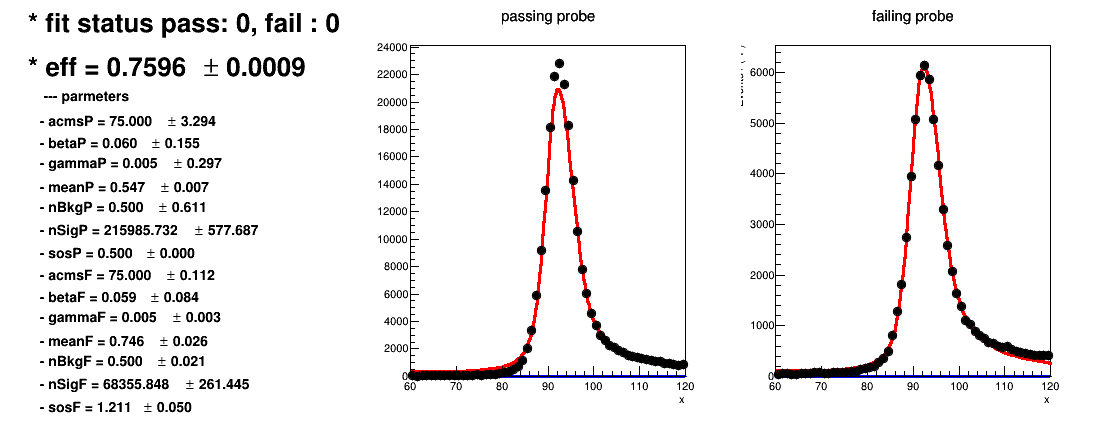 * fit status pass: 0, fail : 0
* eff = 0.7596 ± 0.0009
--- parmeters
- acmsP = 75.000 ± 3.294
- betaP = 0.060 ± 0.155
- gammaP = 0.005 ± 0.297
- meanP = 0.547 ± 0.007
- nBkgP = 0.500 ± 0.611
- nSigP = 215985.732 ± 577.687
- sosP = 0.500 ± 0.000
- acmsF = 75.000 ± 0.112
- betaF = 0.059 ± 0.084
- gammaF = 0.005 ± 0.003
- meanF = 0.746 ± 0.026
- nBkgF = 0.500 ± 0.021
- nSigF = 68355.848 ± 261.445
- sosF = 1.211 ± 0.050
passing probe
24000
22000
20000
18000
16000
14000
12000
10000
8000
6000
4000
2000
0
60 70 80 90 100 110 120
x
failing probe
6000
5000
4000
3000
2000
1000
0
60 70 80 90 100 110 120
x